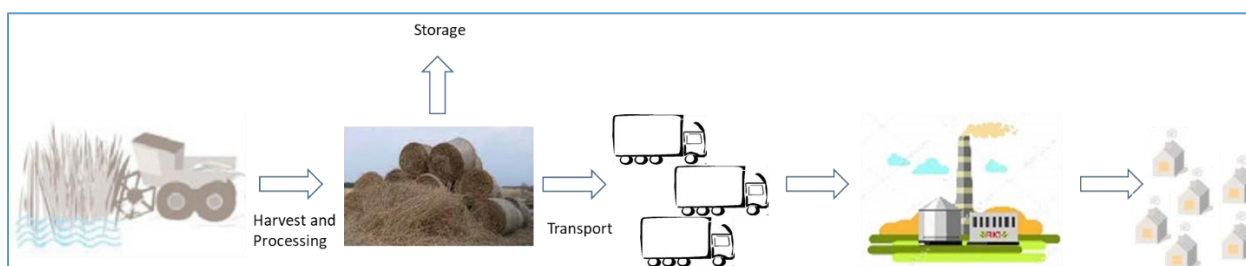 Storage
Harvest and
Processing
Transport